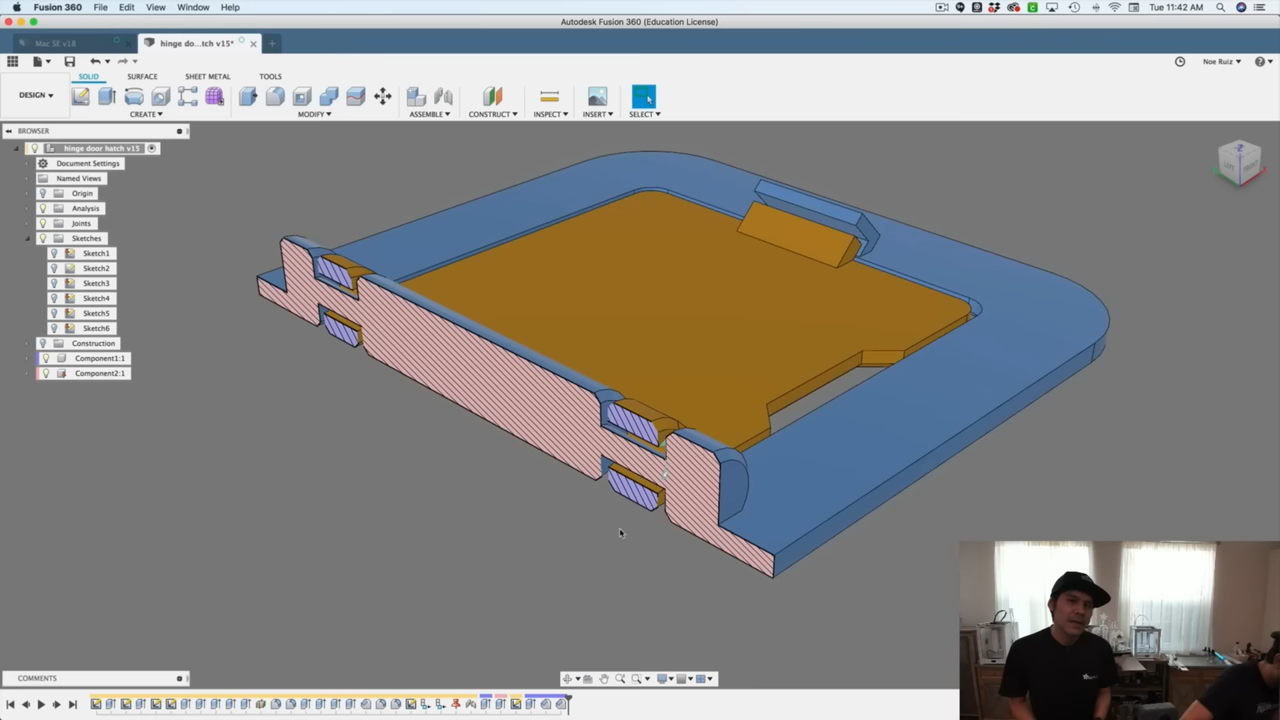 Fusion 360 File Edit View Window Help Tue 11:42 AM
Autodesk Fusion 360 (Education License)
Mac SE v18 hinge do...tch v15*
Noe Ruiz
SOLID SURFACE SHEET METAL TOOLS
DESIGN
CREATE MODIFY ASSEMBLE CONSTRUCT INSPECT INSERT SELECT
BROWSER
hinge door hatch v15
Document Settings
Named Views
Origin
Analysis
Joints
Sketches
Sketch1
Sketch2
Sketch3
Sketch4
Sketch5
Sketch6
Construction
Component1:1
Component2:1
Z
LEFT FRONT
COMMENTS